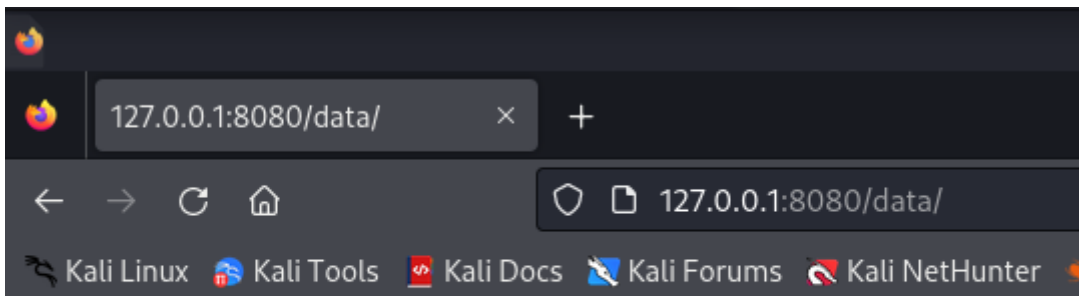 127.0.0.1:8080/data/
127.0.0.1:8080/data/
Kali Linux Kali Tools Kali Docs Kali Forums Kali NetHunter